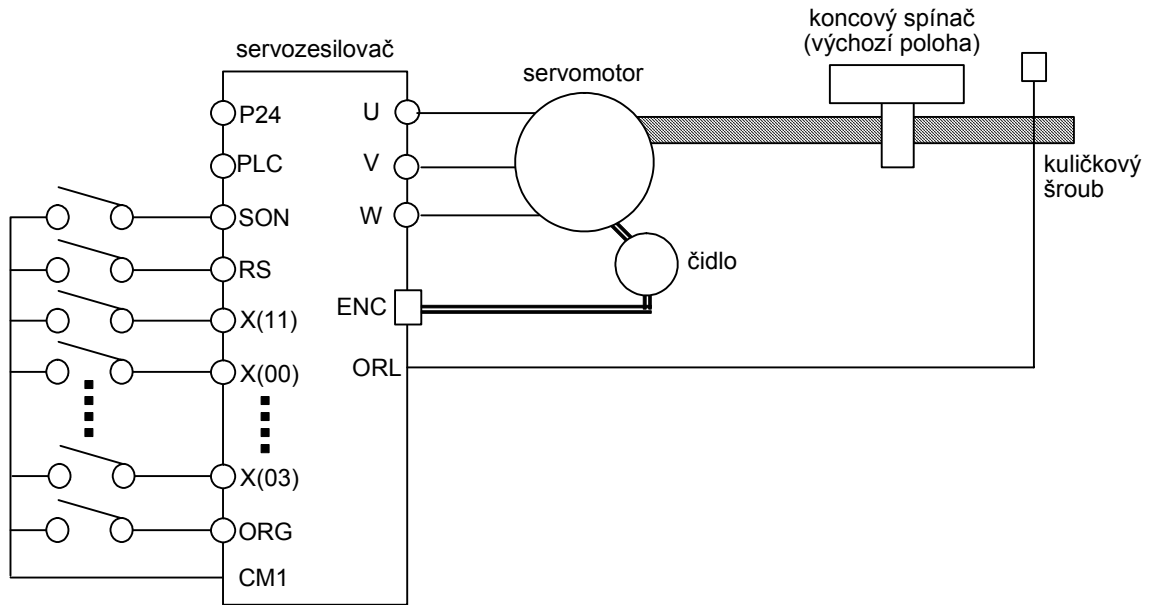 koncový spínač
(výchozí poloha)
servozesilovač
servomotor
P24
U
PLC
V
kuličkový
šroub
SON
W
RS
čidlo
ENC
X(11)
X(00)
ORL
X(03)
ORG
CM1